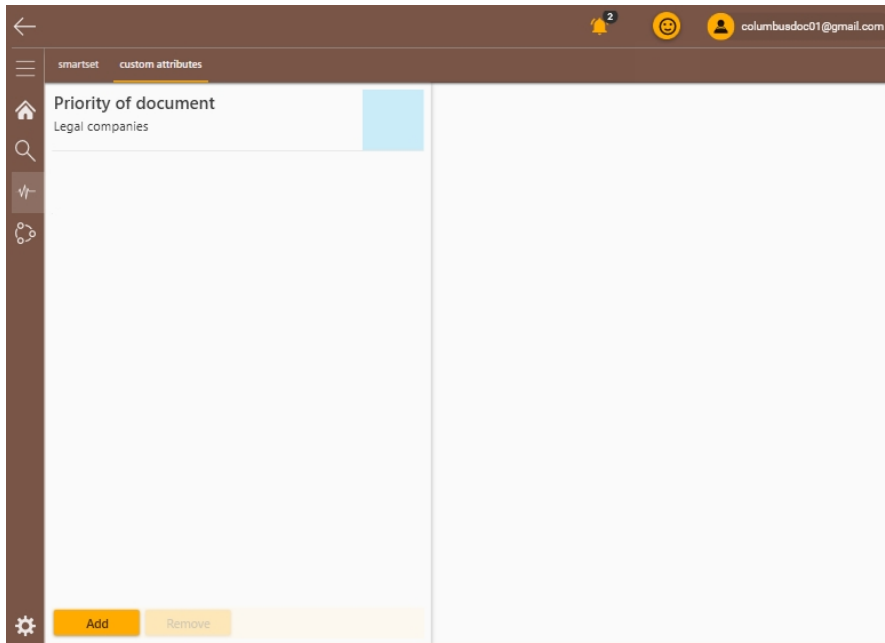 2
columbusdoc01@gmail.com
smartset custom attributes
Priority of document
Legal companies
Add Remove